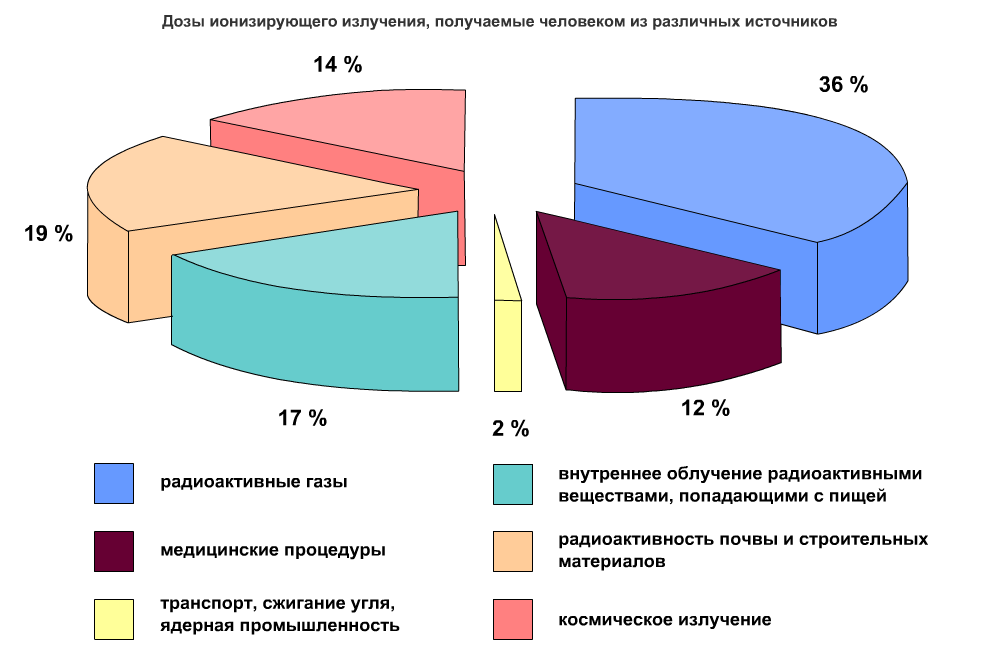 Дозы ионизирующего излучения, получаемые человеком из различных источников
14 %
36 %
19 %
17 %
12 %
2 %
радиоактивные газы
внутреннее облучение радиоактивными
веществами, попадающими с пищей
медицинские процедуры
радиоактивность почвы и строительных
материалов
транспорт, сжигание угля,
ядерная промышленность
космическое излучение